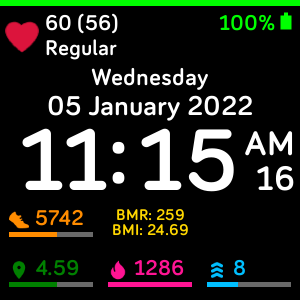 60 (56)
100%
Regular
Wednesday
05 January 2022
11:15 AM
16
5742
BMR: 259
BMI: 24.69
4.59
1286
8